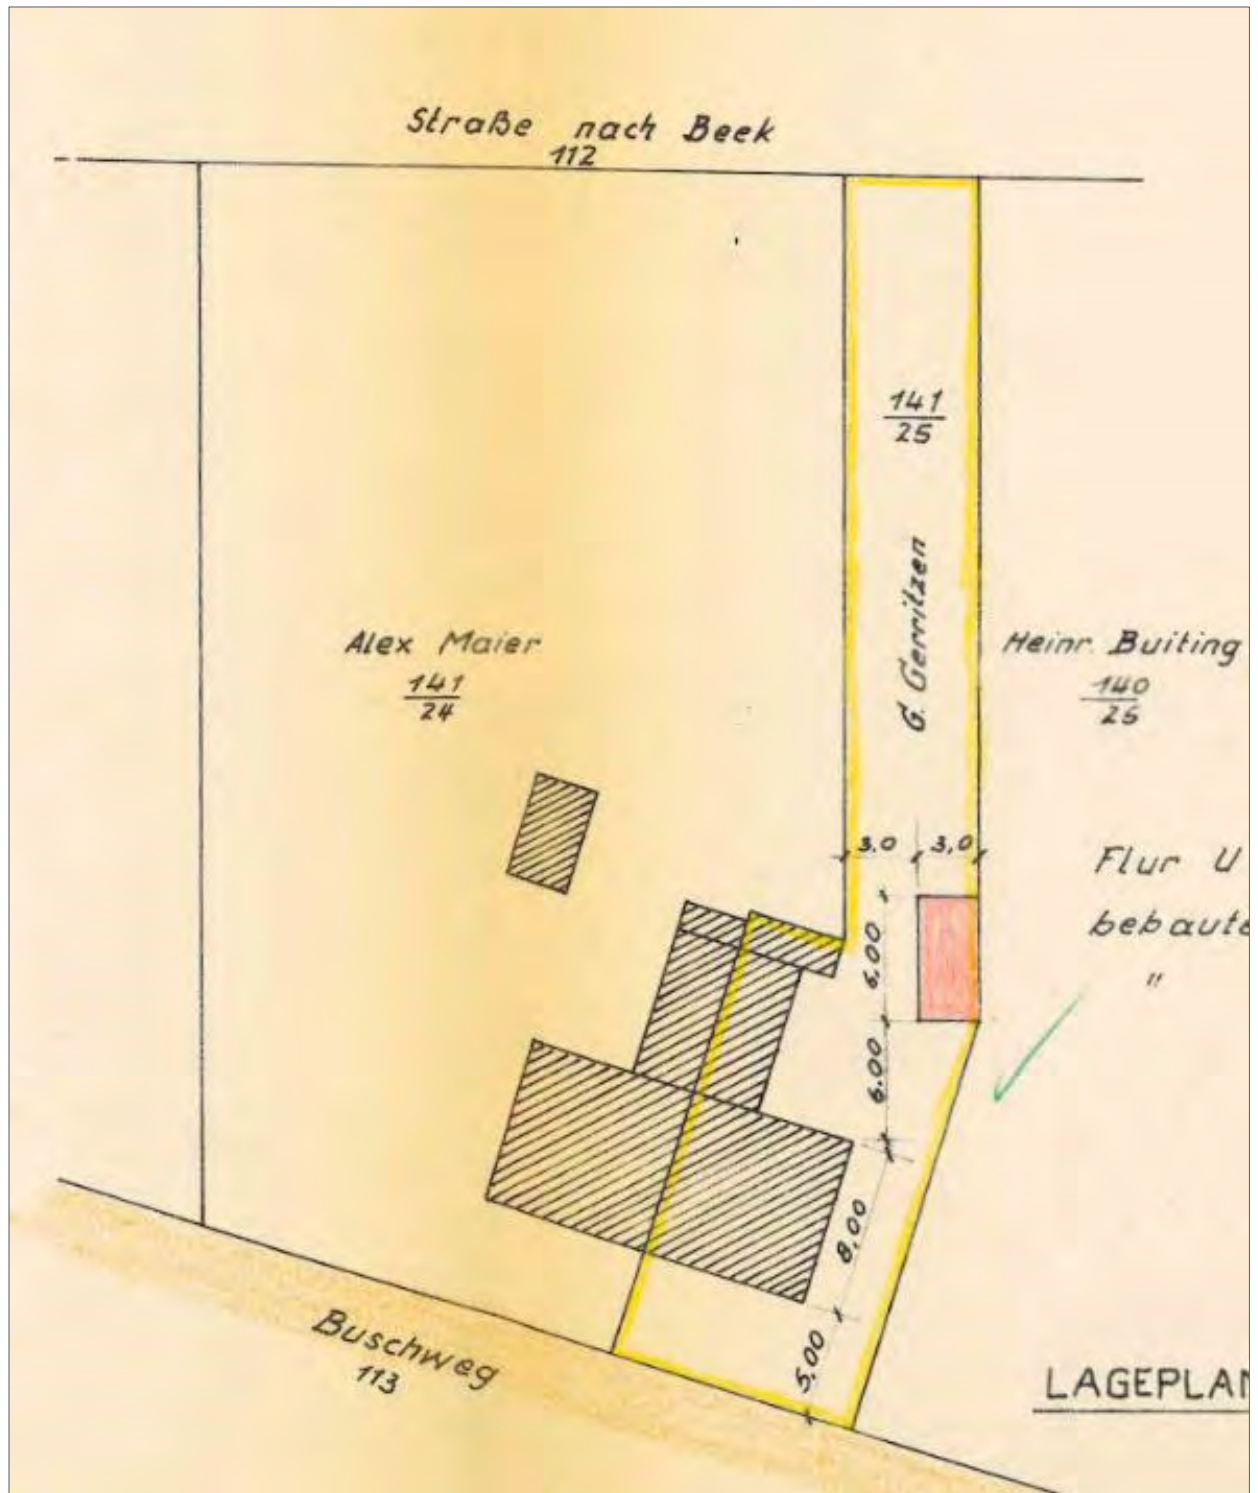 Straße nach Beek
112
141
25
G. Gerritzen
Alex Maier
141
24
Heinr. Buiting
140
25
3.0 3,0
Flur U
bebaute
"
6.00
6.00
8,00
5,00
Buschweg
113
LAGEPLAN